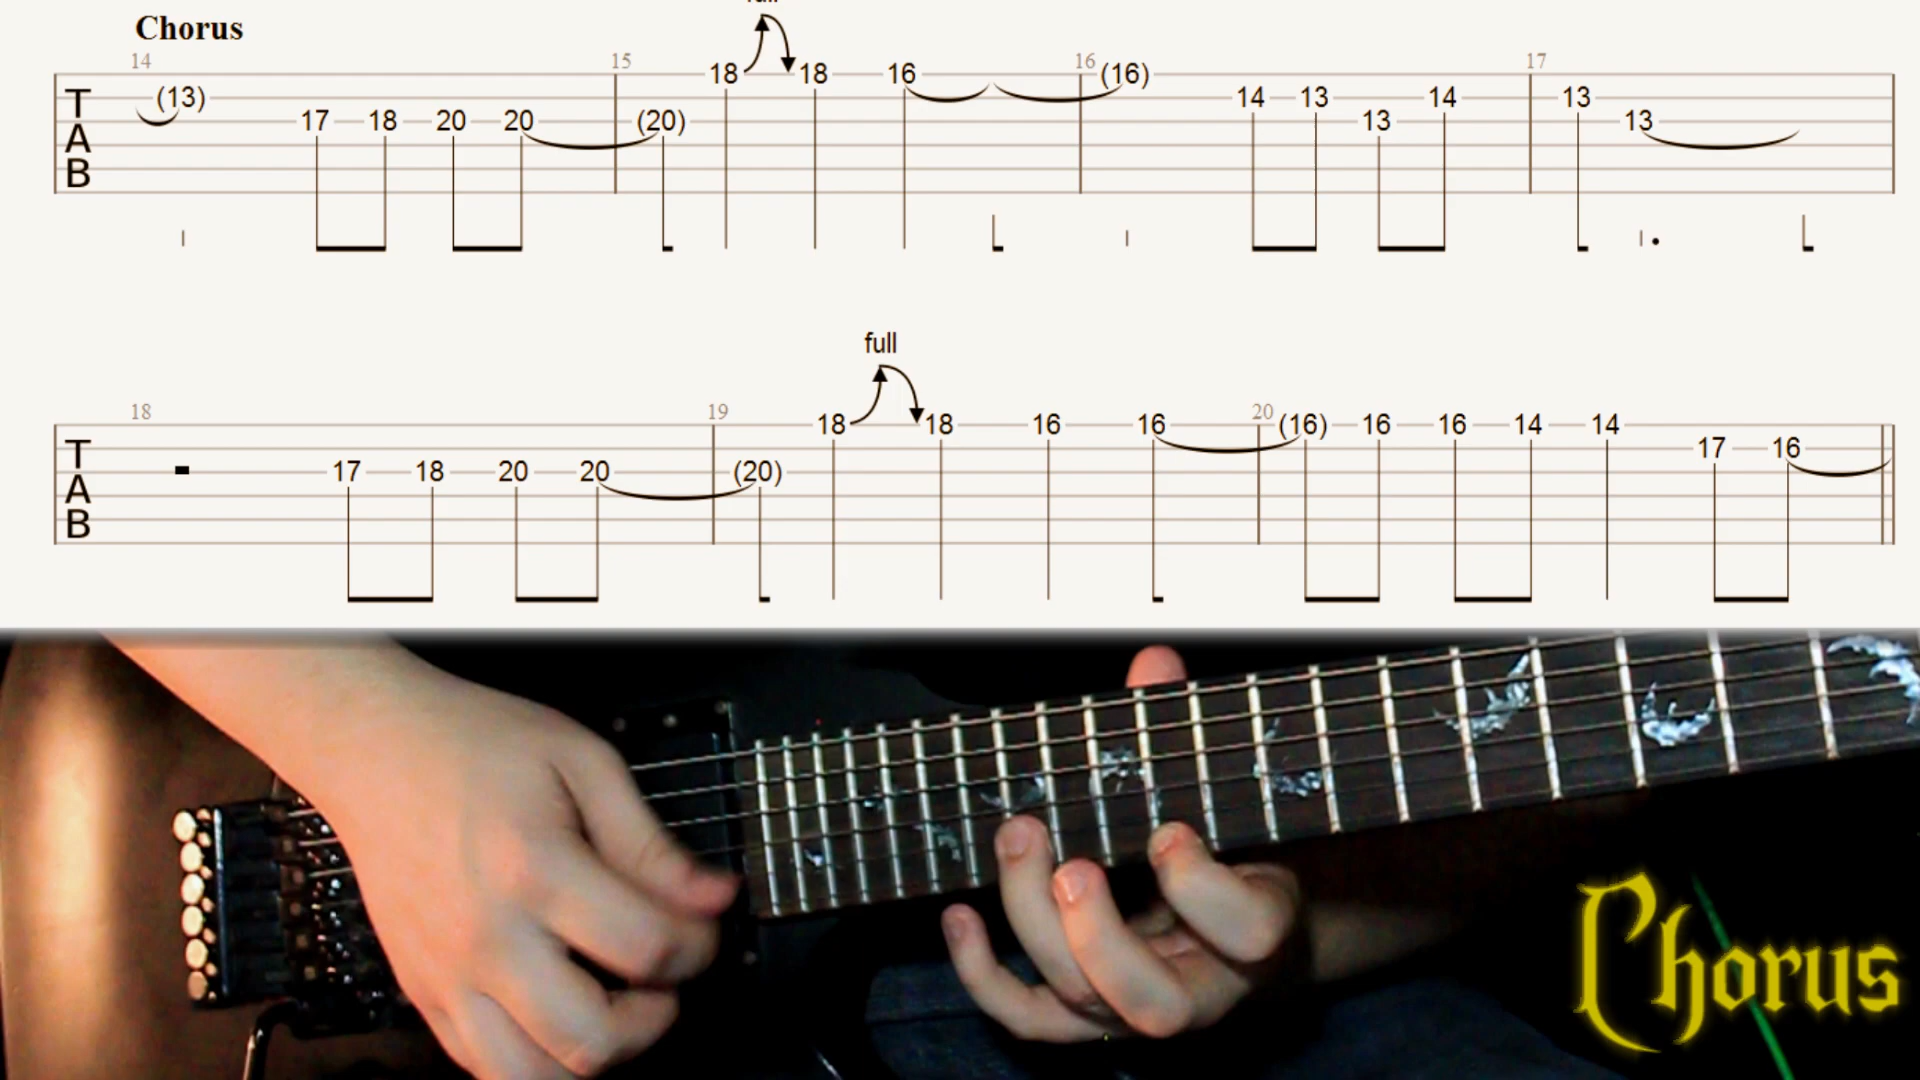 Chorus
full
14 15 16 17
18 18 16 (16)
(13) 14 13 14 13
17 18 20 20 (20) 13 13
T
A
B
full
18 19 20
18 18 16 16 (16) 16 16 14 14
17 16
17 18 20 20 (20)
T
A
B
Chorus